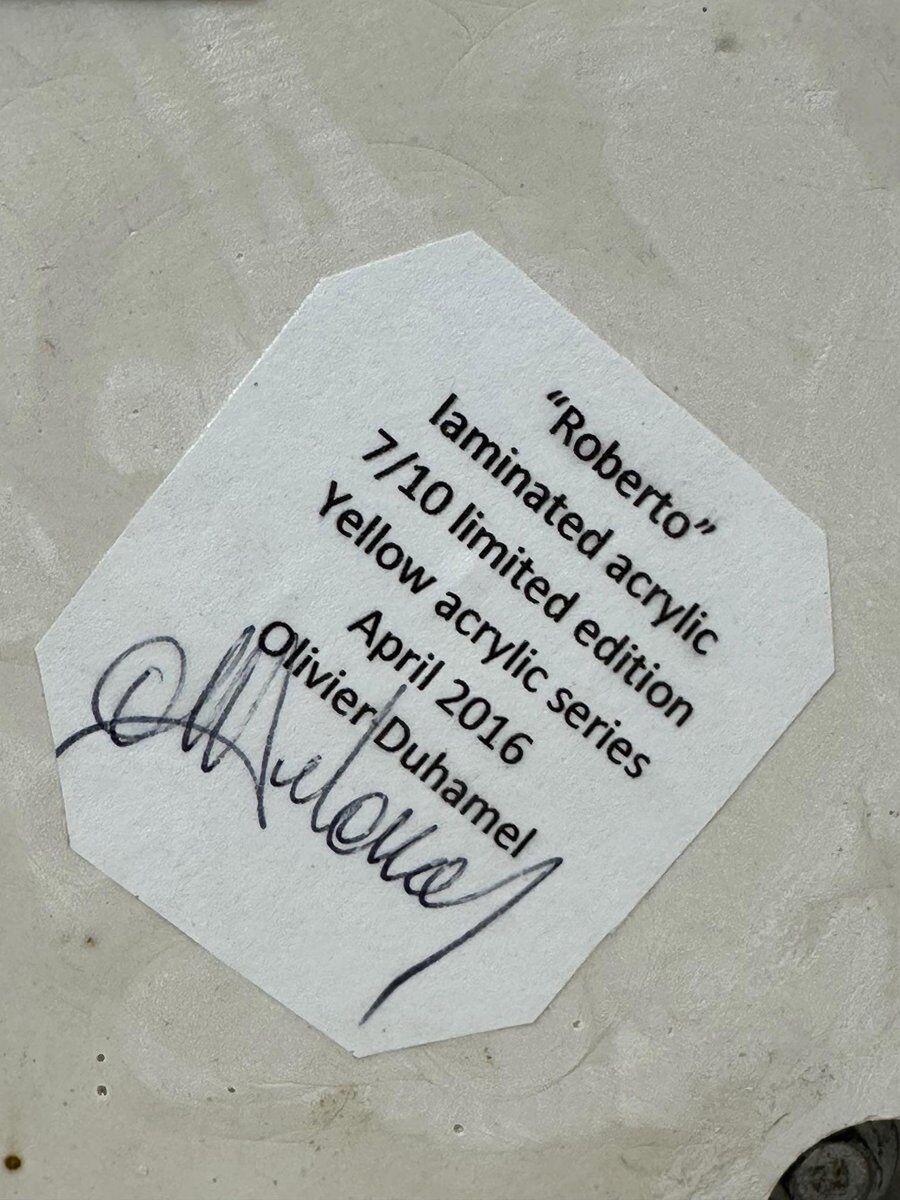 “Roberto”
laminated acrylic
7/10 limited edition
Yellow acrylic series
April 2016
Olivier Duhamel